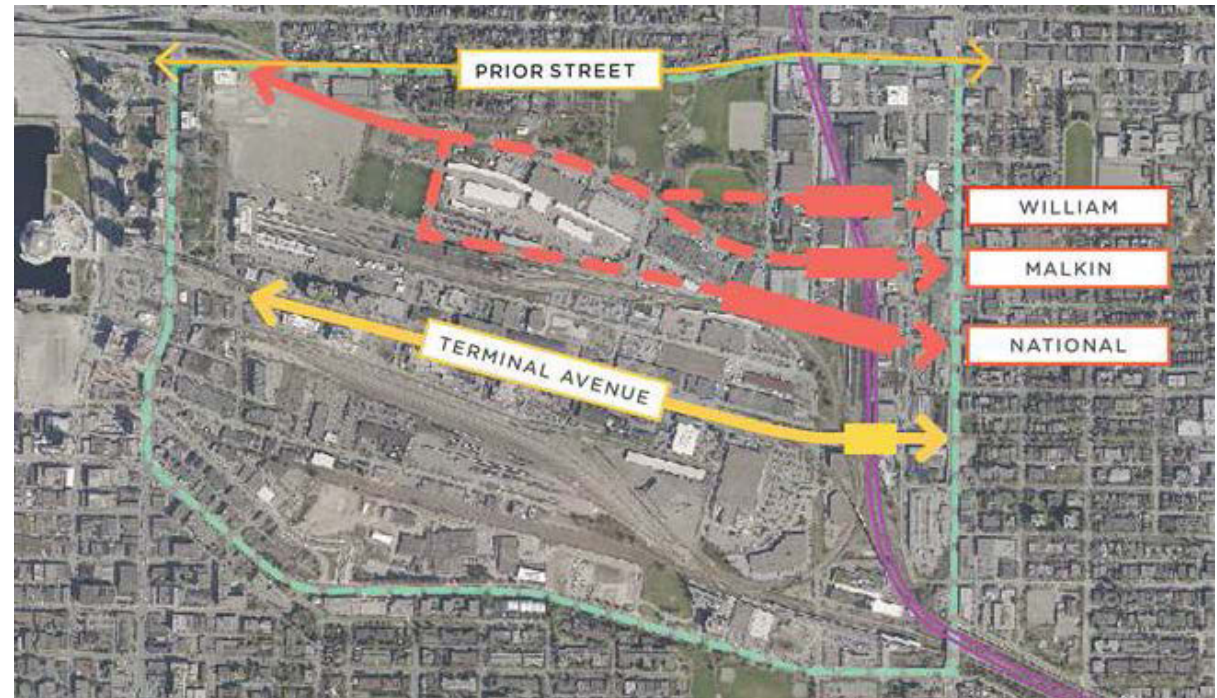 PRIOR STREET
WILLIAM
MALKIN
NATIONAL
TERMINAL AVENUE